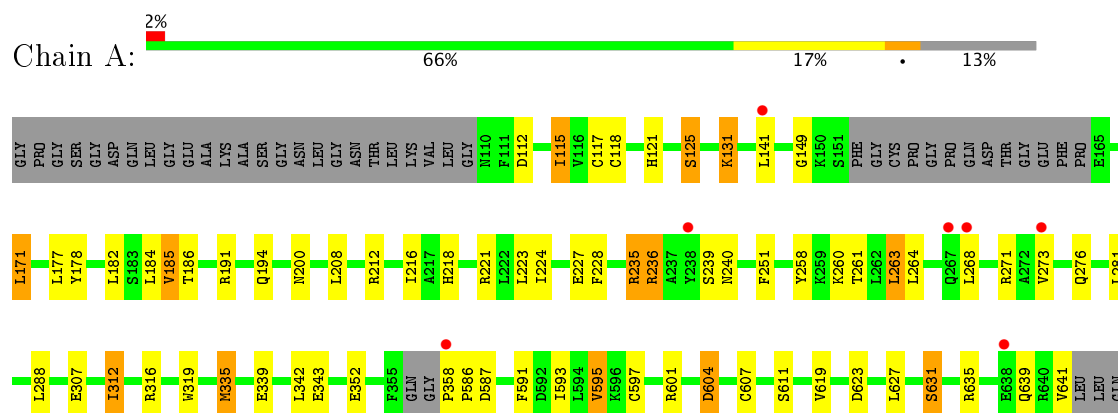 2%
Chain A:
66% 17% • 13%
GLY PRO GLY SER GLY ASP GLN LEU GLY GLU ALA LYS ALA SER GLY ASN LEU GLY ASN THR LEU LYS VAL LEU GLY N110 F111 D112 I115 V116 C117 C118 H121 S125 K131 L141 G149 K150 S151 PHE GLY CYS PRO GLY PRO GLN ASP THR GLY GLU PHE PRO E165
L171 L177 Y178 L182 S183 L184 V185 T186 R191 Q194 N200 L208 R212 I216 A217 H218 R221 L222 L223 I224 E227 F228 R235 R236 A237 Y238 S239 N240 F251 Y258 K259 K260 T261 L262 L263 L264 Q267 L268 R271 A272 V273 Q276 L281
L288 E307 I312 R316 W319 M335 E339 L342 E343 E352 F355 GLN GLY P358 P586 D587 F591 D592 I593 L594 V595 K596 C597 R601 D604 C607 S611 V619 D623 L627 S631 R635 E638 Q639 R640 V641 LEU LEU